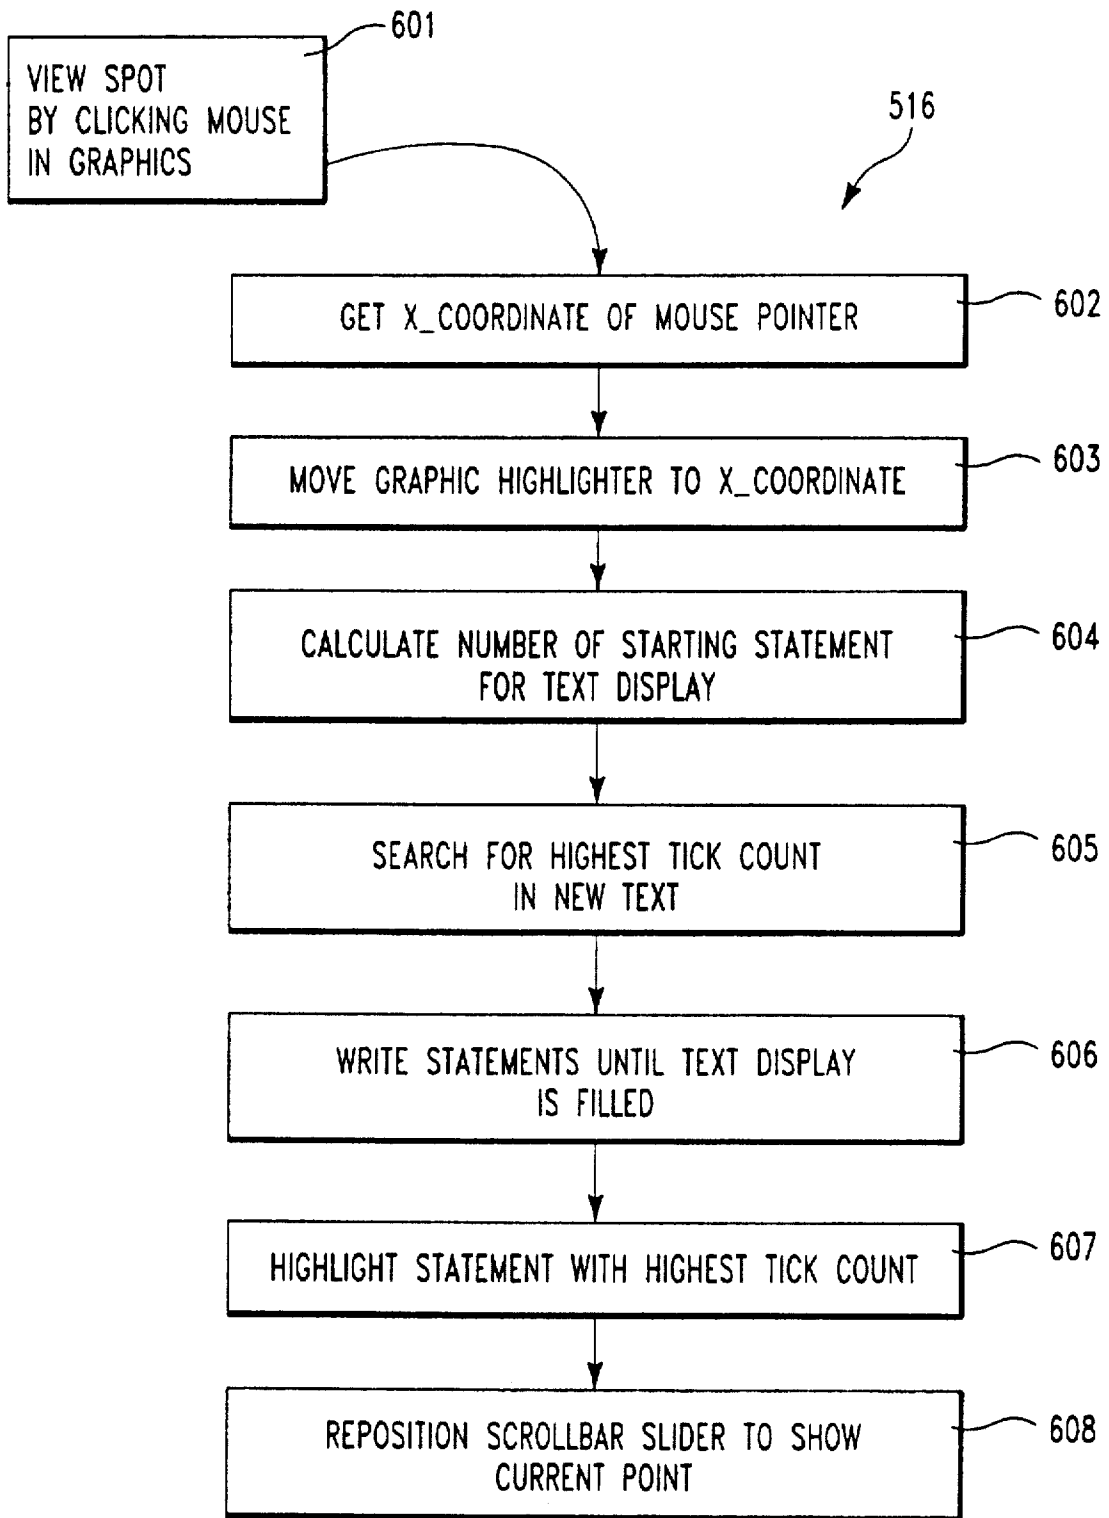 601
VIEW SPOT
BY CLICKING MOUSE
IN GRAPHICS
516
GET X_COORDINATE OF MOUSE POINTER
602
MOVE GRAPHIC HIGHLIGHTER TO X_COORDINATE
603
CALCULATE NUMBER OF STARTING STATEMENT
FOR TEXT DISPLAY
604
SEARCH FOR HIGHEST TICK COUNT
IN NEW TEXT
605
WRITE STATEMENTS UNTIL TEXT DISPLAY
IS FILLED
606
HIGHLIGHT STATEMENT WITH HIGHEST TICK COUNT
607
REPOSITION SCROLLBAR SLIDER TO SHOW
CURRENT POINT
608